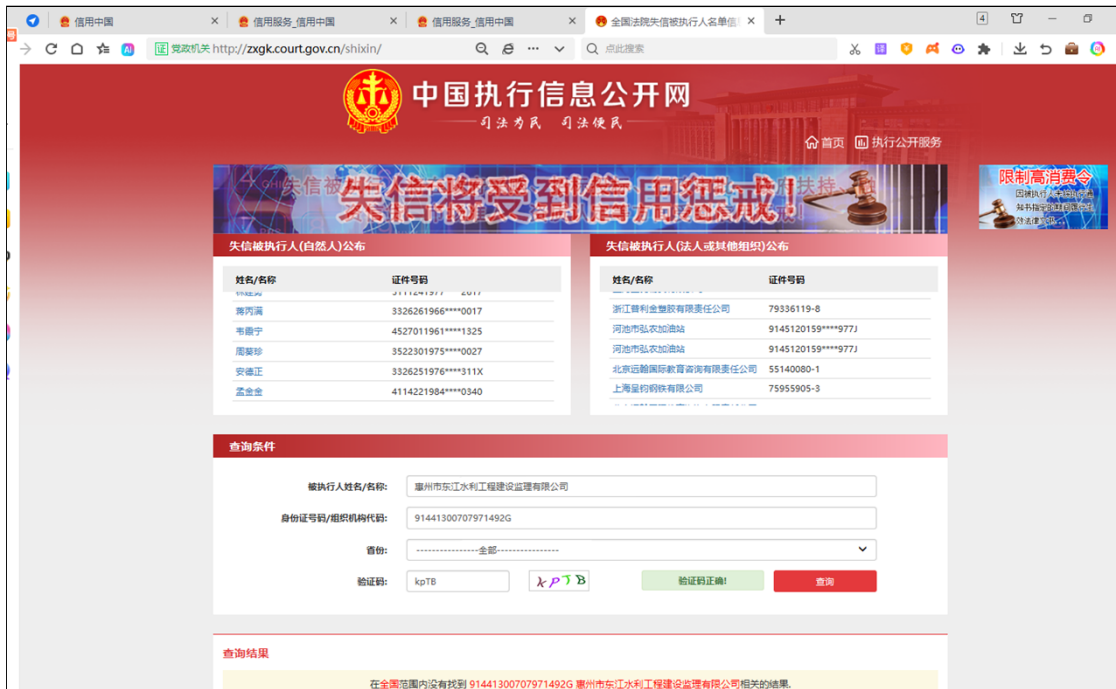 信用中国
信用服务_信用中国
信用服务_信用中国
全国法院失信被执行人名单信
4
证 党政机关 http://zxgk.court.gov.cn/shixin/
点此搜索
中国执行信息公开网
司法为民 司法便民
首页 执行公开服务
失信将受到信用惩戒!
限制高消费令
失信被执行人(自然人)公布
失信被执行人(法人或其他组织)公布
姓名/名称 证件号码
姓名/名称 证件号码
蒋丙满 3326261966****0017
韦霞宁 4527011961****1325
周葵珍 3522301975****0027
安德正 3326251976****311X
孟金金 4114221984****0340
浙江普利金塑胶有限责任公司 79336119-8
河池市弘农加油站 9145120159****977J
河池市弘农加油站 9145120159****977J
北京远翰国际教育咨询有限责任公司 55140080-1
上海呈钧钢铁有限公司 75955905-3
查询条件
被执行人姓名/名称: 惠州市东江水利工程建设监理有限公司
身份证号码/组织机构代码: 91441300707971492G
省份: ----------------全部----------------
验证码: kpTB kPTB 验证码正确! 查询
查询结果
在全国范围内没有找到 91441300707971492G 惠州市东江水利工程建设监理有限公司相关的结果.